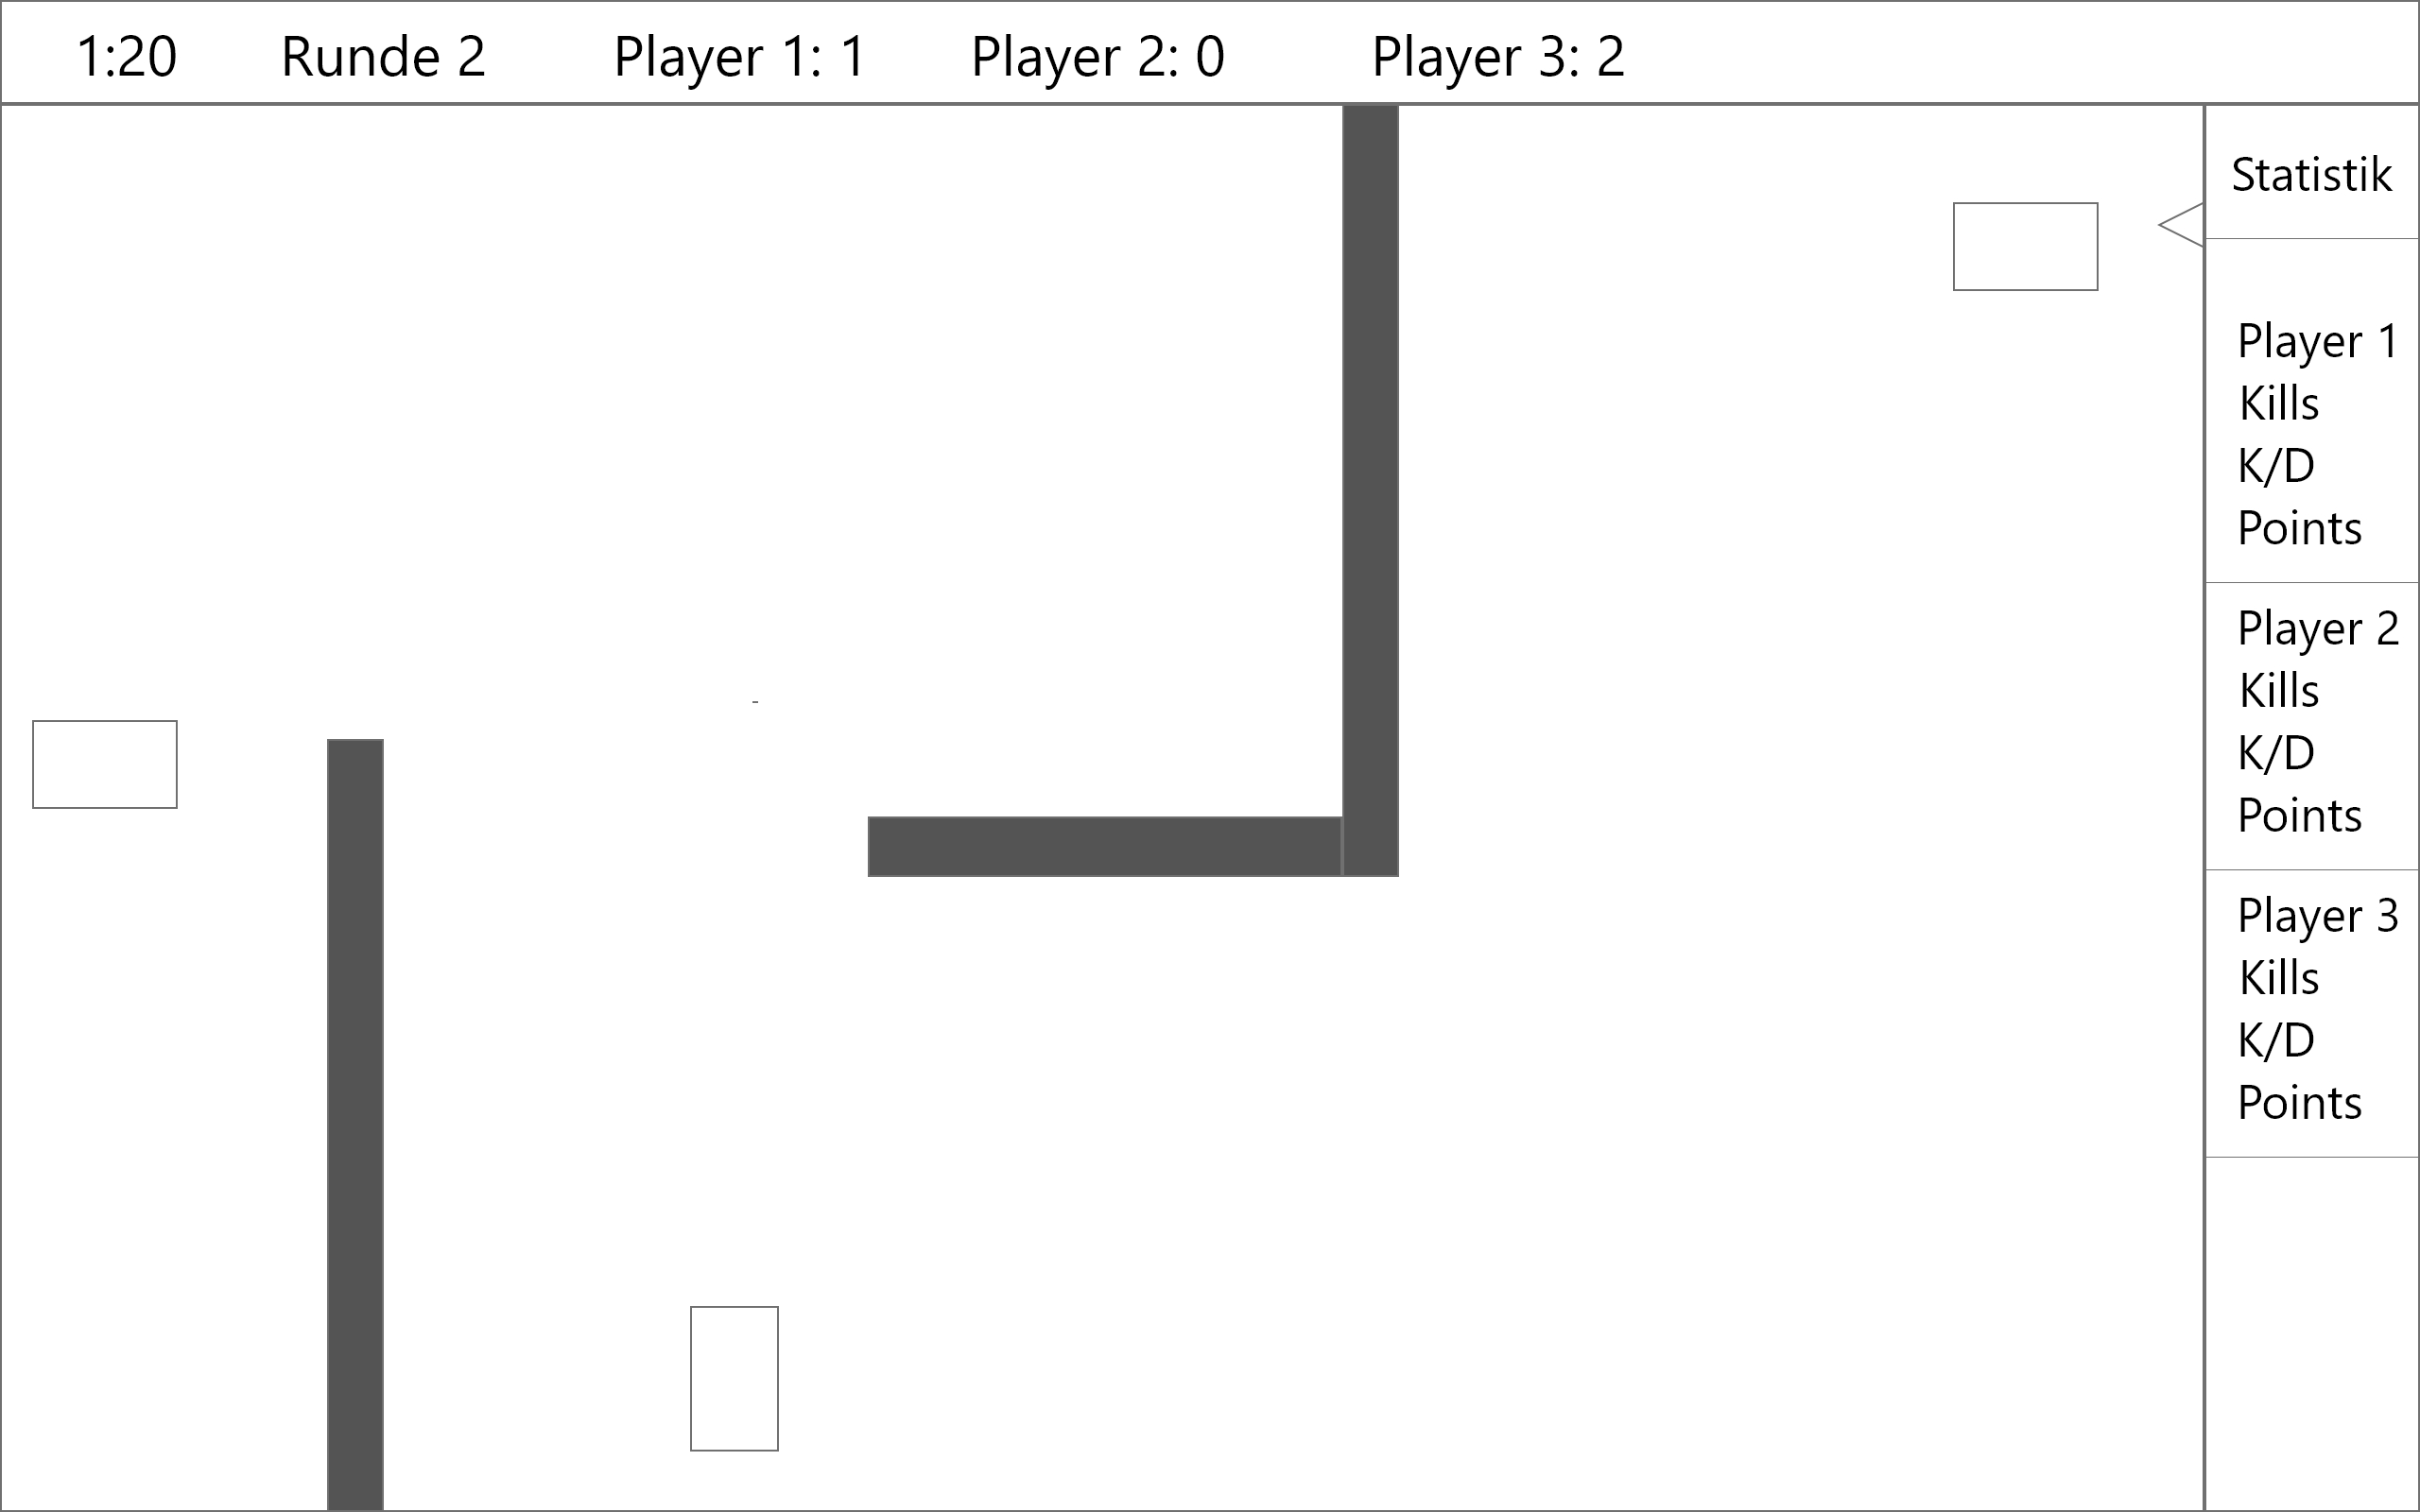 1:20 Runde 2 Player 1: 1 Player 2: 0 Player 3: 2
Statistik
Player 1
Kills
K/D
Points
Player 2
Kills
K/D
Points
Player 3
Kills
K/D
Points